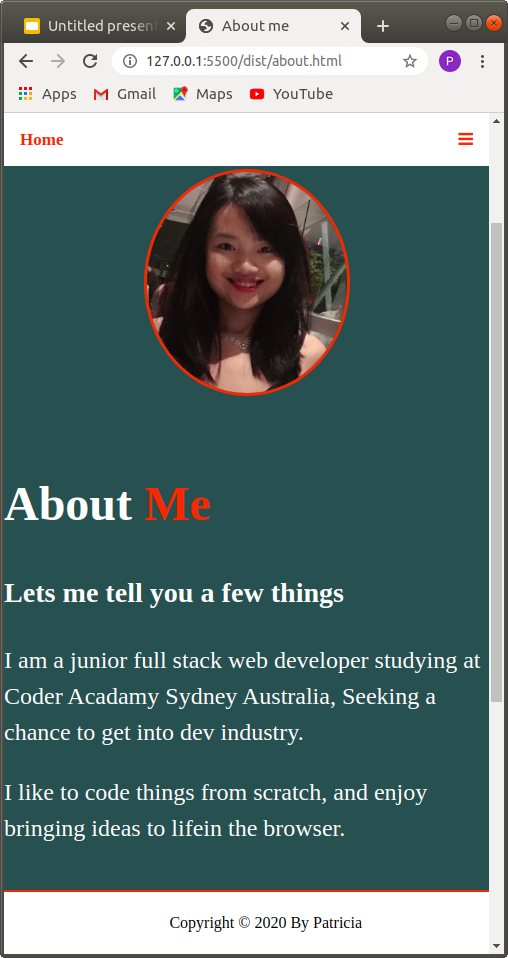 Untitled present
About me
127.0.0.1:5500/dist/about.html
P
Apps
Gmail
Maps
YouTube
Home
About Me
Lets me tell you a few things
I am a junior full stack web developer studying at
Coder Acadamy Sydney Australia, Seeking a
chance to get into dev industry.
I like to code things from scratch, and enjoy
bringing ideas to lifein the browser.
Copyright © 2020 By Patricia